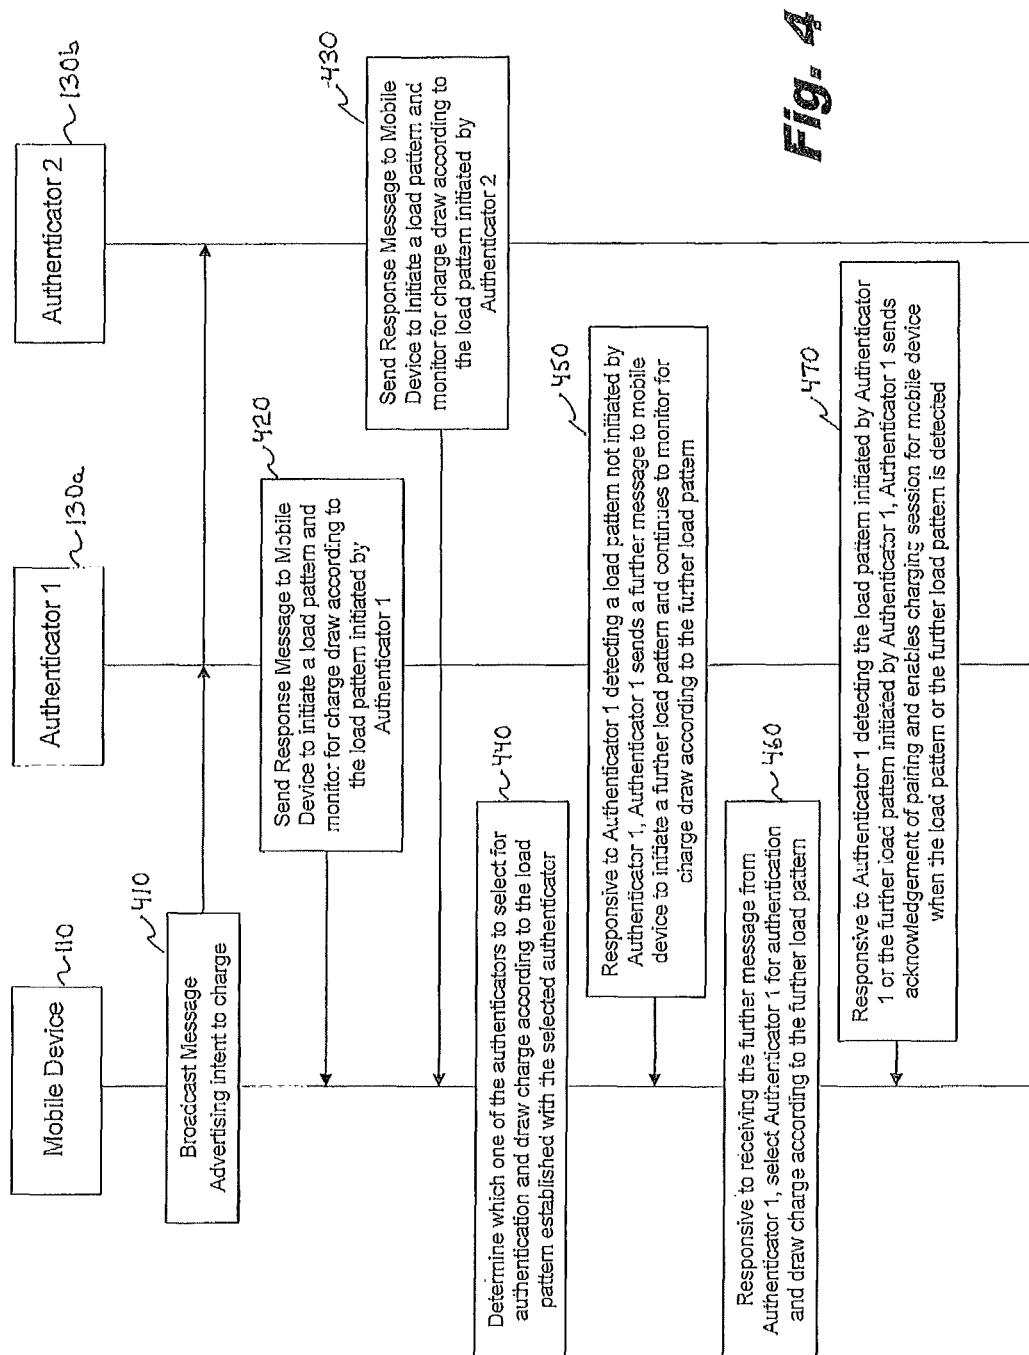 Mobile Device
110
Authenticator 1
130a
Authenticator 2
130b
410
Broadcast Message
Advertising intent to charge
420
Send Response Message to Mobile
Device to initiate a load pattern and
monitor for charge draw according to
the load pattern initiated by
Authenticator 1
430
Send Response Message to Mobile
Device to Initiate a load pattern and
monitor for charge draw according to
the load pattern initiated by
Authenticator 2
440
Determine which one of the authenticators to select for
authentication and draw charge according to the load
pattern established with the selected authenticator
450
Responsive to Authenticator 1 detecting a load pattern not initiated by
Authenticator 1, Authenticator 1 sends a further message to mobile
device to initiate a further load pattern and continues to monitor for
charge draw according to the further load pattern
460
Responsive to receiving the further message from
Authenticator 1, select Authenticator 1 for authentication
and draw charge according to the further load pattern
470
Responsive to Authenticator 1 detecting the load pattern initiated by Authenticator
1 or the further load pattern initiated by Authenticator 1, Authenticator 1 sends
acknowledgement of pairing and enables charging session for mobile device
when the load pattern or the further load pattern is detected
Fig. 4